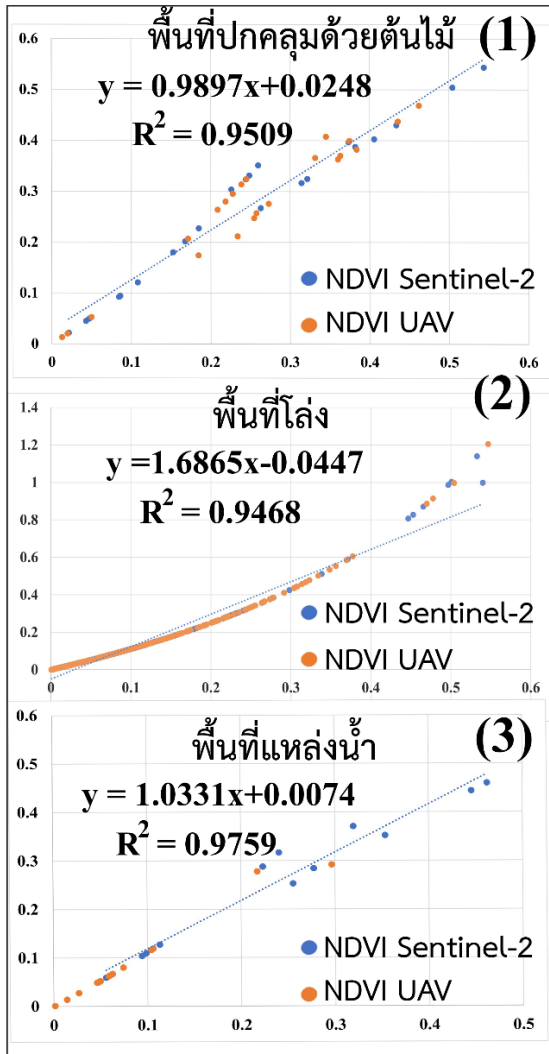 พื้นที่ปกคลุมด้วยต้นไม้ (1)
y = 0.9897x+0.0248
R² = 0.9509
0.6
0.5
0.4
0.3
0.2
0.1
0
NDVI Sentinel-2
NDVI UAV
0 0.1 0.2 0.3 0.4 0.5 0.6
พื้นที่โล่ง (2)
y =1.6865x-0.0447
R² = 0.9468
1.4
1.2
1
0.8
0.6
0.4
0.2
0
NDVI Sentinel-2
NDVI UAV
0 0.1 0.2 0.3 0.4 0.5 0.6
พื้นที่แหล่งน้ำ (3)
y = 1.0331x+0.0074
R² = 0.9759
0.6
0.5
0.4
0.3
0.2
0.1
0
NDVI Sentinel-2
NDVI UAV
0 0.1 0.2 0.3 0.4 0.5